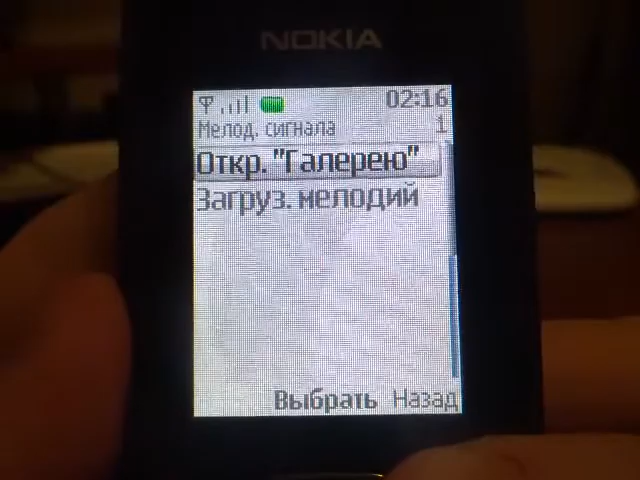 NOKIA
02:16
Мелод. сигнала 1
Откр. "Галерею"
Загруз. мелодий
Выбрать Назад